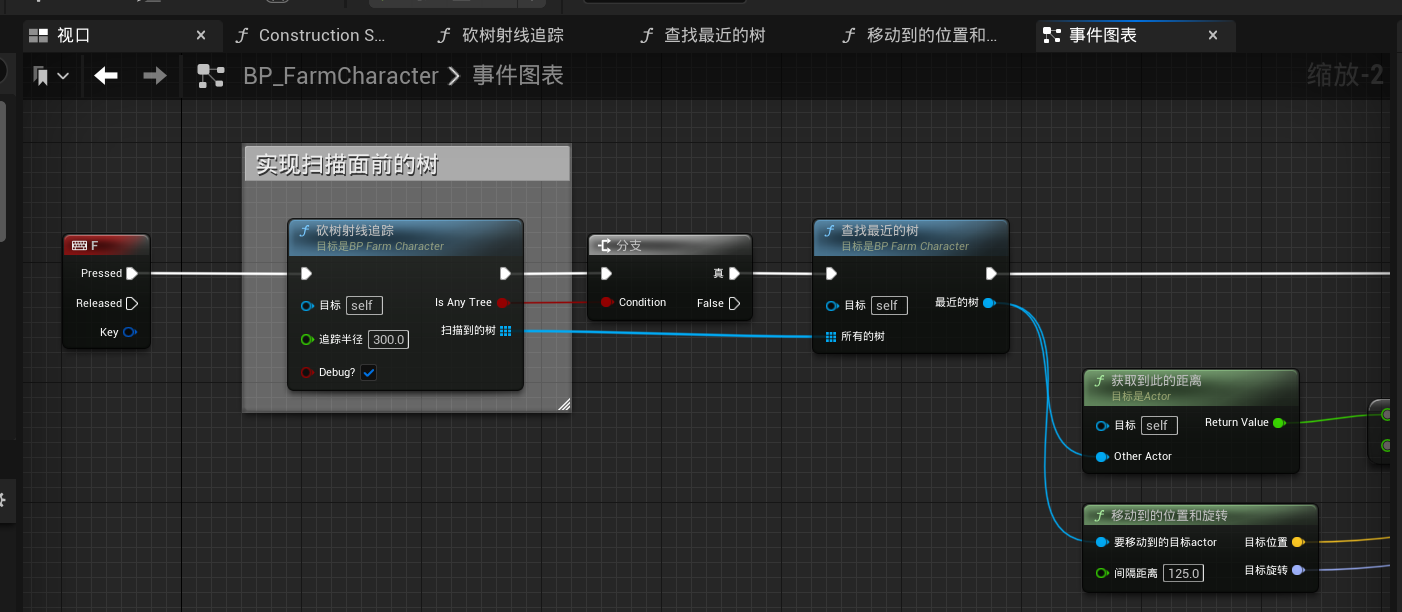 视口
Construction S...
砍树射线追踪
查找最近的树
移动到的位置和...
事件图表
BP_FarmCharacter
事件图表
缩放-2
实现扫描面前的树
F
Pressed
Released
Key
砍树射线追踪
目标是BP Farm Character
目标 self
Is Any Tree
扫描到的树
追踪半径 300.0
Debug?
分支
真
Condition
False
查找最近的树
目标是BP Farm Character
目标 self
最近的树
所有的树
获取到此的距离
目标是Actor
目标 self
Return Value
Other Actor
移动到的位置和旋转
要移动到的目标actor
目标位置
间隔距离 125.0
目标旋转